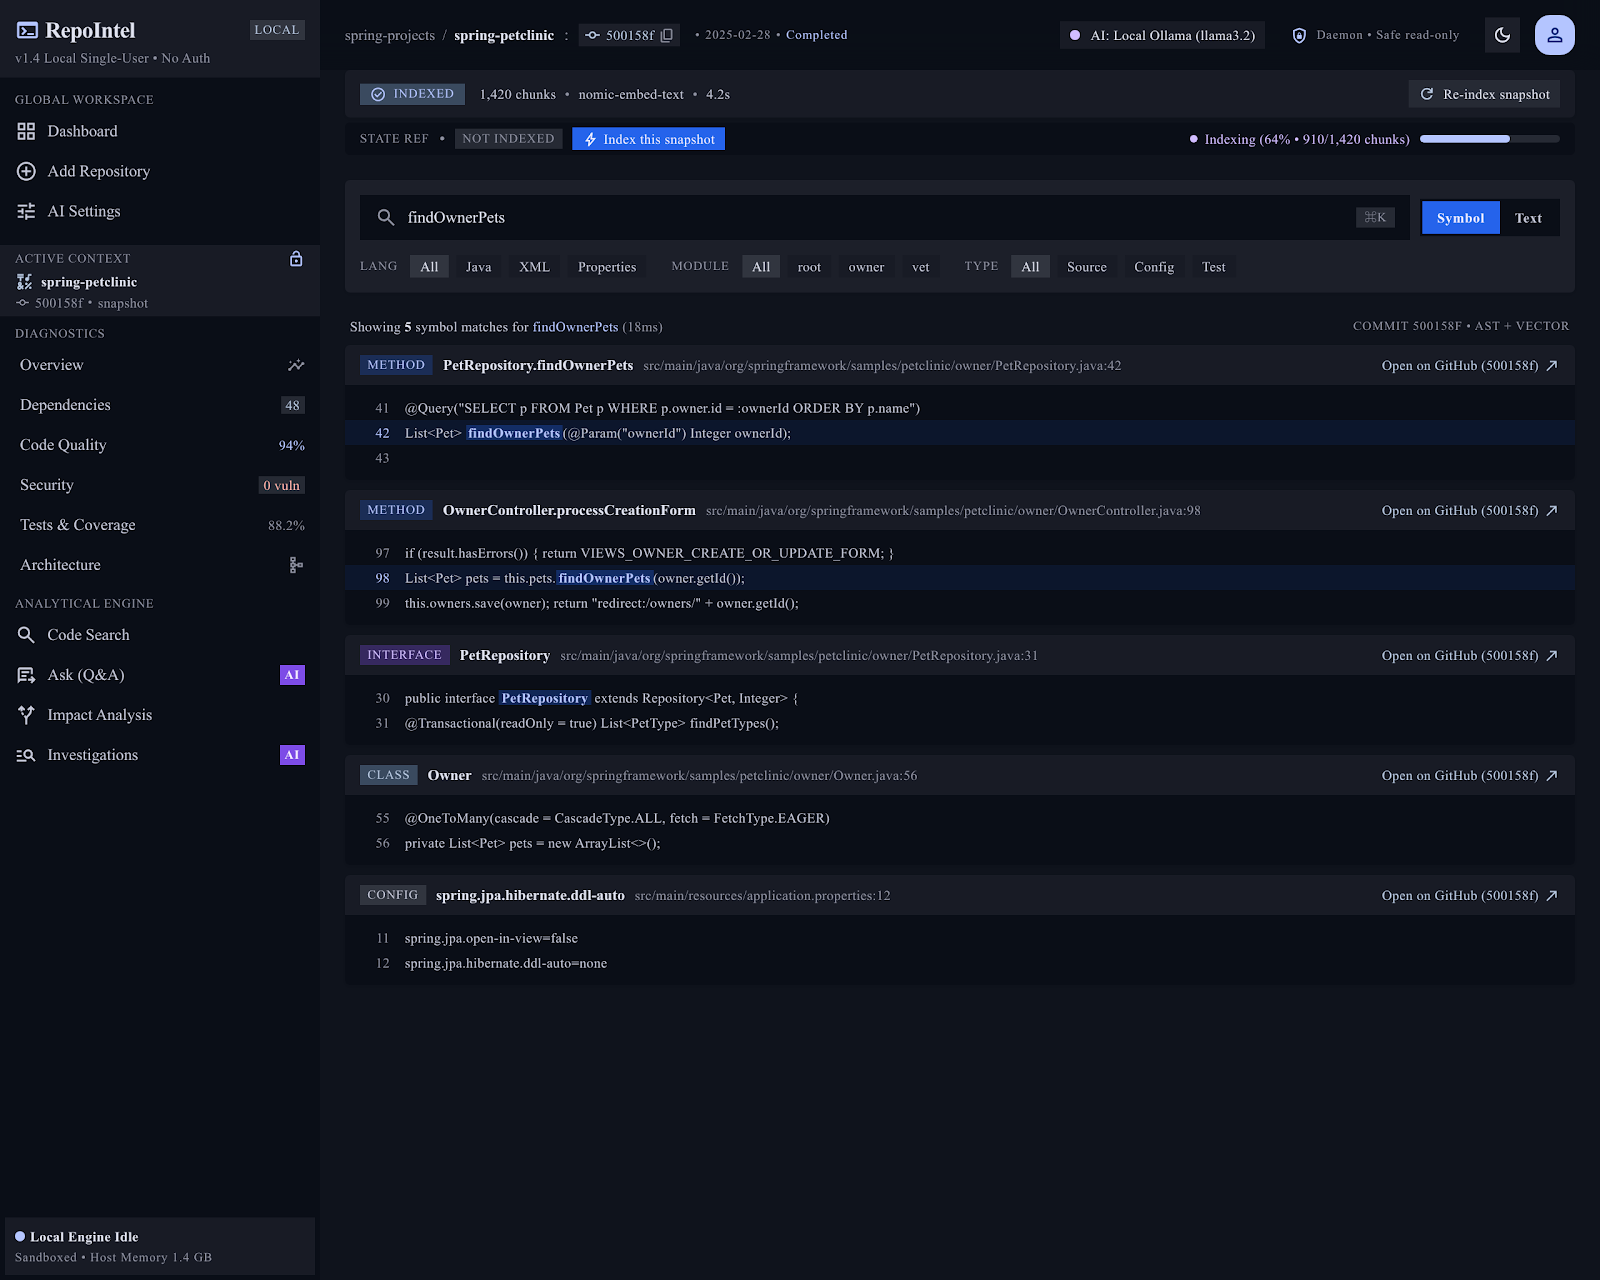 RepoIntel
LOCAL
v1.4 Local Single-User • No Auth
GLOBAL WORKSPACE
Dashboard
Add Repository
AI Settings
ACTIVE CONTEXT
spring-petclinic
500158f • snapshot
DIAGNOSTICS
Overview
Dependencies 48
Code Quality 94%
Security 0 vuln
Tests & Coverage 88.2%
Architecture
ANALYTICAL ENGINE
Code Search
Ask (Q&A) AI
Impact Analysis
Investigations AI
Local Engine Idle
Sandboxed • Host Memory 1.4 GB
spring-projects / spring-petclinic : 500158f • 2025-02-28 • Completed
AI: Local Ollama (llama3.2)
Daemon • Safe read-only
INDEXED 1,420 chunks • nomic-embed-text • 4.2s
Re-index snapshot
STATE REF • NOT INDEXED Index this snapshot
Indexing (64% • 910/1,420 chunks)
findOwnerPets ⌘K
Symbol Text
LANG All Java XML Properties MODULE All root owner vet TYPE All Source Config Test
Showing 5 symbol matches for findOwnerPets (18ms)
COMMIT 500158F • AST + VECTOR
METHOD PetRepository.findOwnerPets src/main/java/org/springframework/samples/petclinic/owner/PetRepository.java:42
Open on GitHub (500158f)
41 @Query("SELECT p FROM Pet p WHERE p.owner.id = :ownerId ORDER BY p.name")
42 List<Pet> findOwnerPets(@Param("ownerId") Integer ownerId);
43
METHOD OwnerController.processCreationForm src/main/java/org/springframework/samples/petclinic/owner/OwnerController.java:98
Open on GitHub (500158f)
97 if (result.hasErrors()) { return VIEWS_OWNER_CREATE_OR_UPDATE_FORM; }
98 List<Pet> pets = this.pets.findOwnerPets(owner.getId());
99 this.owners.save(owner); return "redirect:/owners/" + owner.getId();
INTERFACE PetRepository src/main/java/org/springframework/samples/petclinic/owner/PetRepository.java:31
Open on GitHub (500158f)
30 public interface PetRepository extends Repository<Pet, Integer> {
31 @Transactional(readOnly = true) List<PetType> findPetTypes();
CLASS Owner src/main/java/org/springframework/samples/petclinic/owner/Owner.java:56
Open on GitHub (500158f)
55 @OneToMany(cascade = CascadeType.ALL, fetch = FetchType.EAGER)
56 private List<Pet> pets = new ArrayList<>();
CONFIG spring.jpa.hibernate.ddl-auto src/main/resources/application.properties:12
Open on GitHub (500158f)
11 spring.jpa.open-in-view=false
12 spring.jpa.hibernate.ddl-auto=none